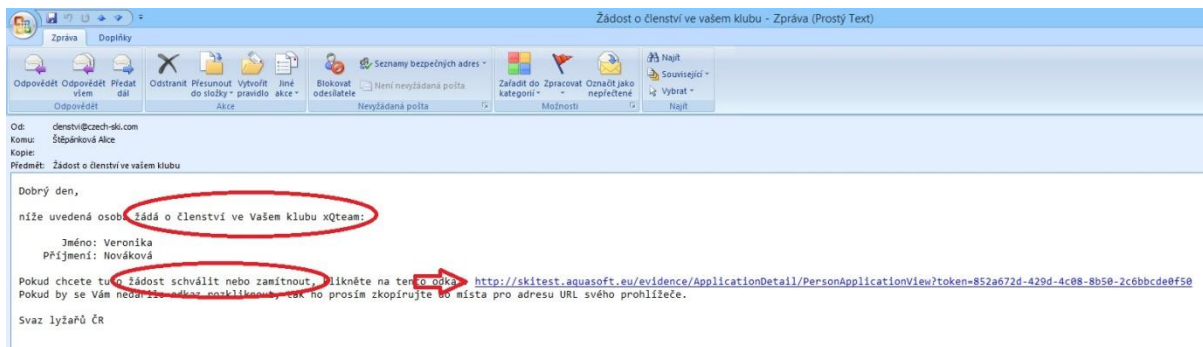 Žádost o členství ve vašem klubu - Zpráva (Prostý Text)
Zpráva Doplňky
Odpovědět Odpovědět všem Předat dál
Odpovědět
Odstranit Přesunout do složky Vytvořit pravidlo Jiné akce
Akce
Blokovat odesílatele Seznamy bezpečných adres
Není nevyžádaná pošta
Nevyžádaná pošta
Zařadit do kategorií Zpracovat Označit jako nepřečtené
Možnosti
Najít
Související
Vybrat
Najít
Od: clenstvi@czech-ski.com
Komu: Štěpánková Alice
Kopie:
Předmět: Žádost o členství ve vašem klubu
Dobrý den,
níže uvedená osoba žádá o členství ve Vašem klubu xQteam:
Jméno: Veronika
Příjmení: Nováková
Pokud chcete tuto žádost schválit nebo zamítnout, klikněte na tento odkaz http://skitest.aquasoft.eu/evidence/ApplicationDetail/PersonApplicationView?token=852a672d-429d-4c08-8b50-2c6bbcde0f50
Pokud by se Vám nedařilo odkaz rozkliknout, tak ho prosím zkopírujte do místa pro adresu URL svého prohlížeče.
Svaz lyžařů ČR